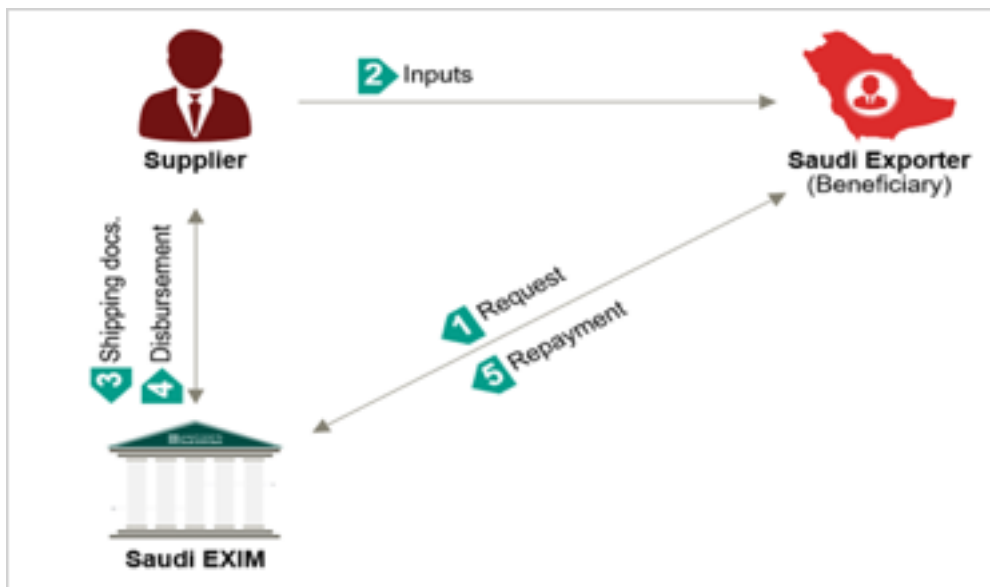 2 Inputs
Supplier
Saudi Exporter
(Beneficiary)
3 Shipping docs.
4 Disbursement
1 Request
5 Repayment
Saudi EXIM